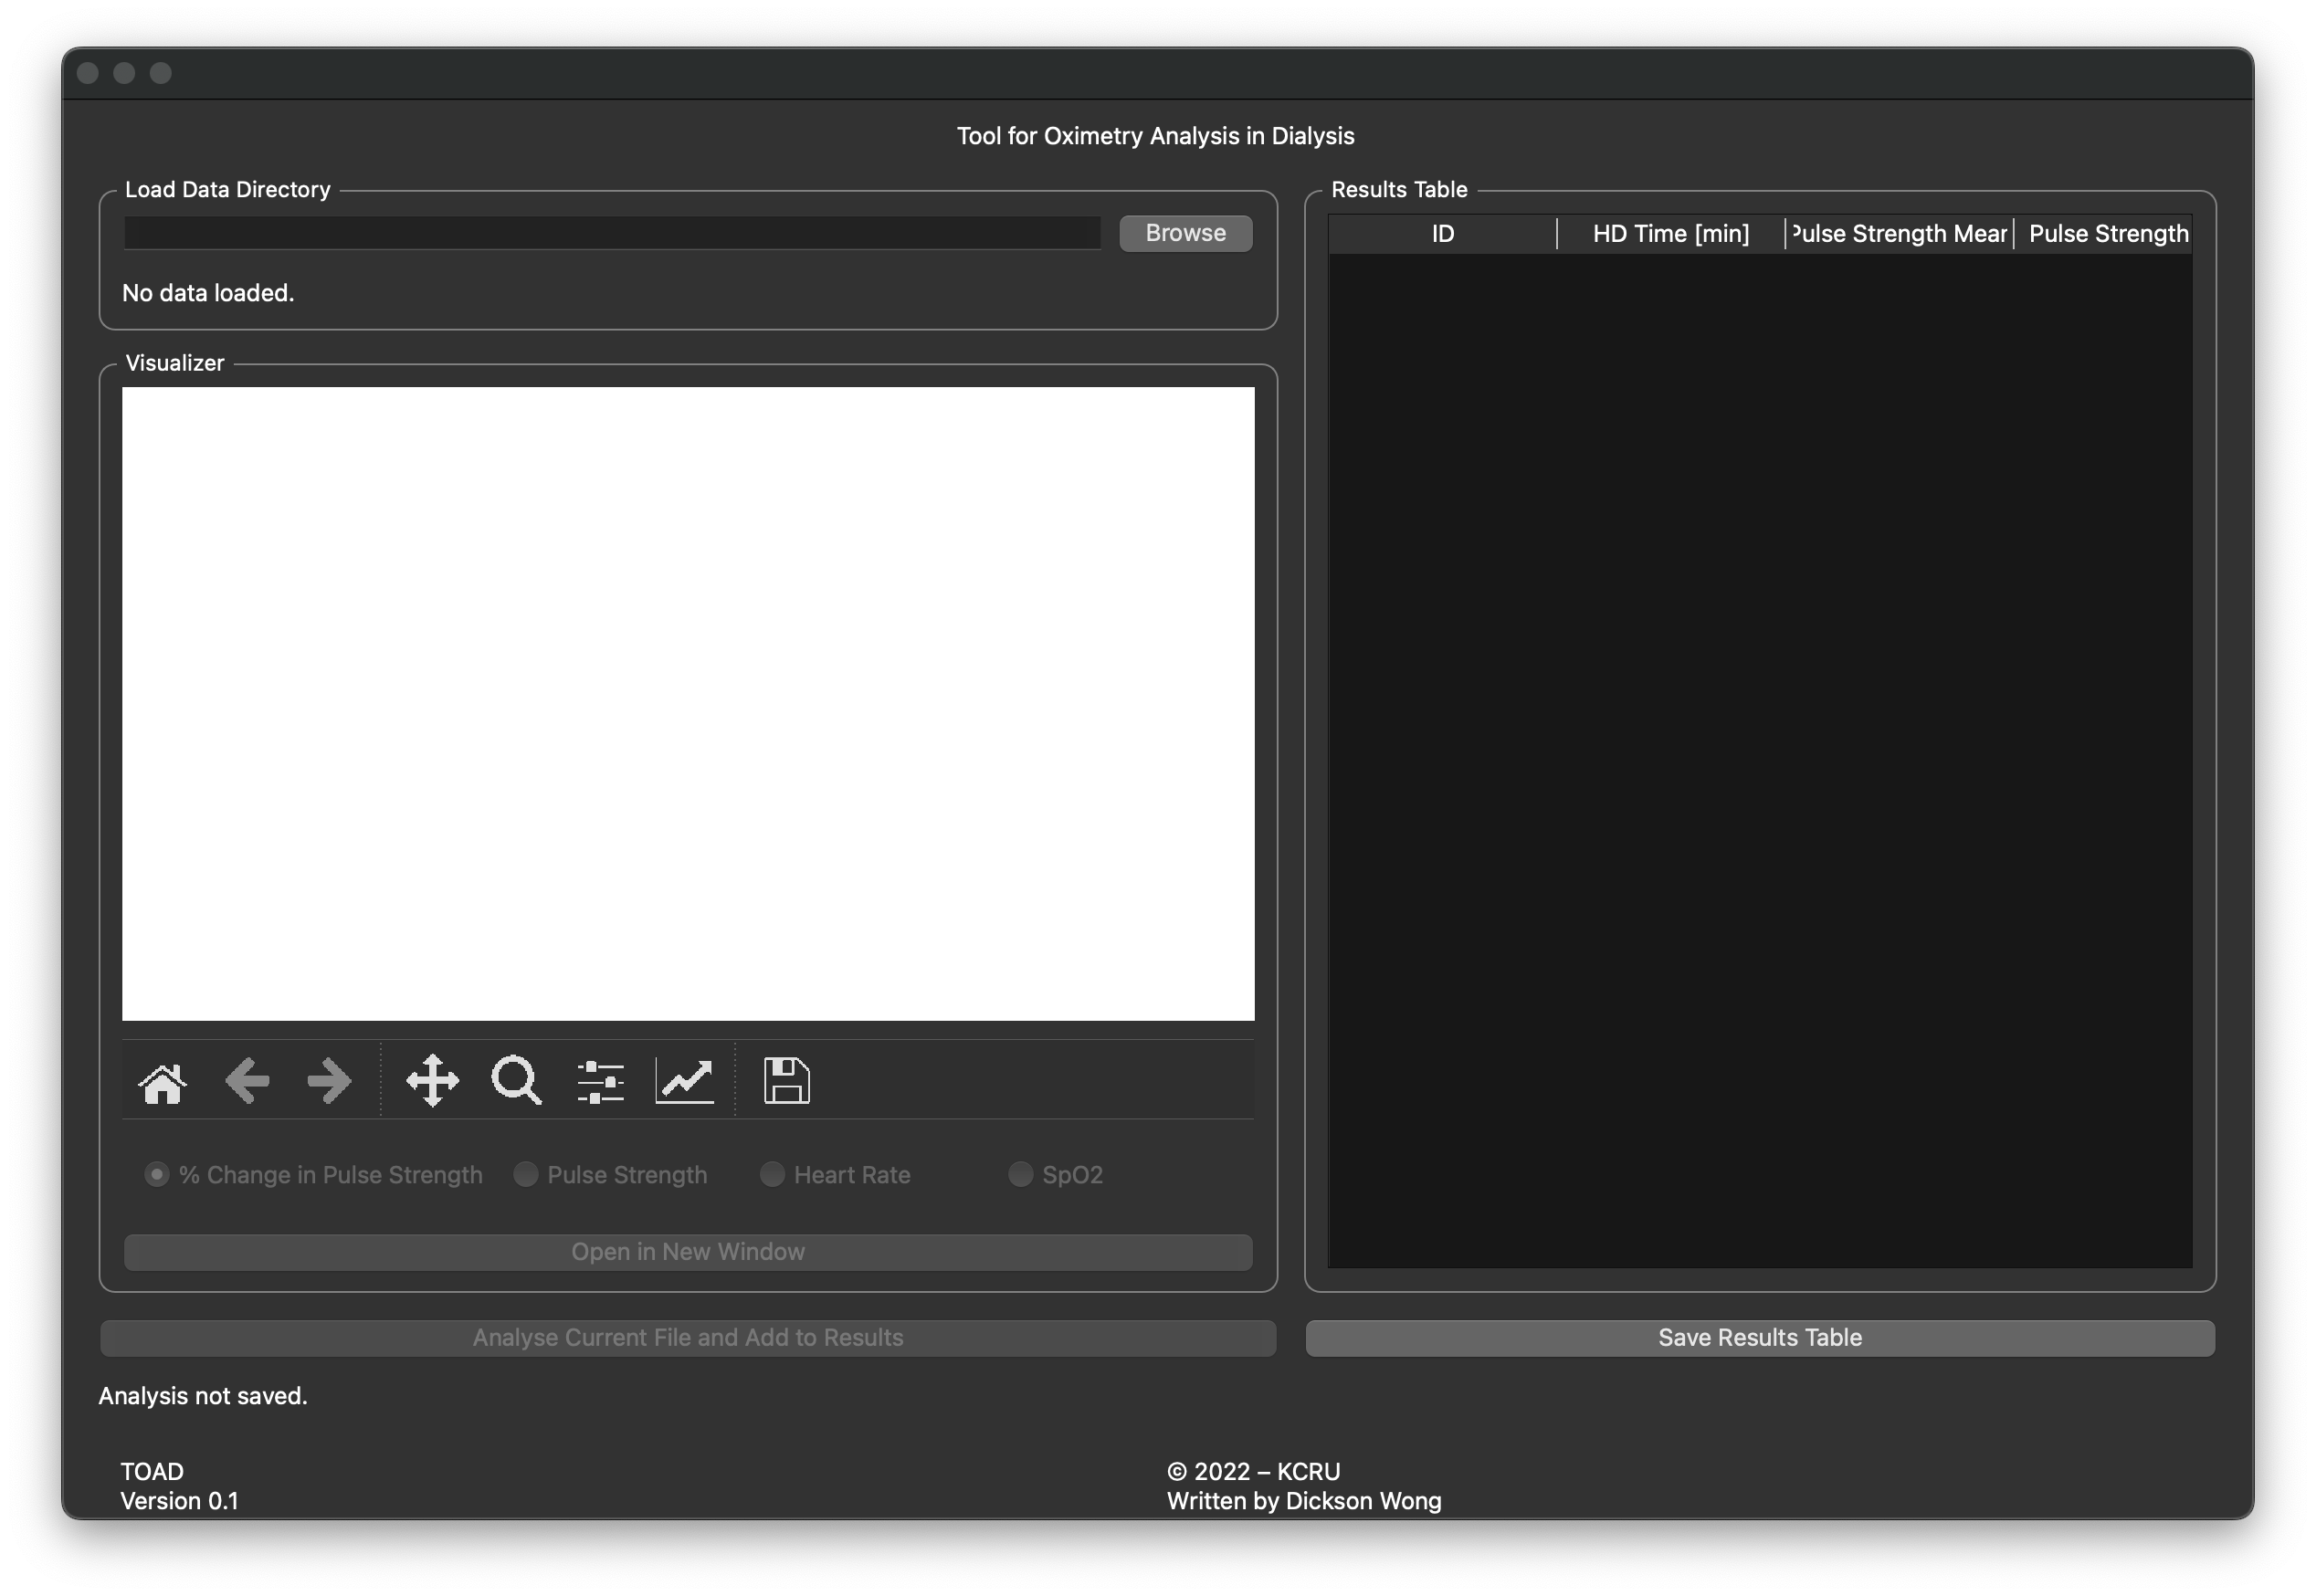 Tool for Oximetry Analysis in Dialysis
Load Data Directory
Browse
No data loaded.
Visualizer
% Change in Pulse Strength
Pulse Strength
Heart Rate
SpO2
Open in New Window
Analyse Current File and Add to Results
Analysis not saved.
Results Table
ID
HD Time [min]
Pulse Strength Mear
Pulse Strength
Save Results Table
TOAD
Version 0.1
© 2022 – KCRU
Written by Dickson Wong